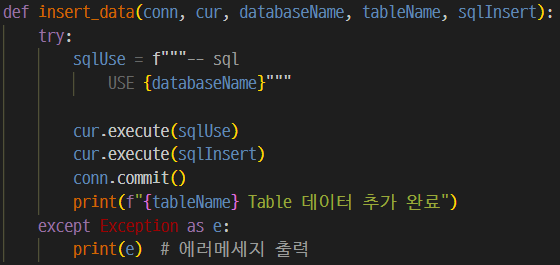 def insert_data(conn, cur, databaseName, tableName, sqlInsert):
    try:
        sqlUse = f"""-- sql
            USE {databaseName}"""

        cur.execute(sqlUse)
        cur.execute(sqlInsert)
        conn.commit()
        print(f"{tableName} Table 데이터 추가 완료")
    except Exception as e:
        print(e)  # 에러메세지 출력